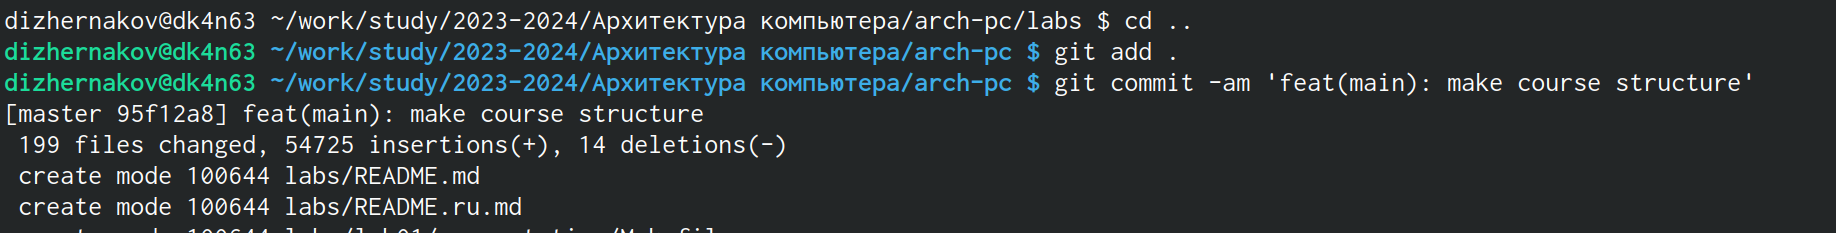 dizhernakov@dk4n63 ~/work/study/2023-2024/Архитектура компьютера/arch-pc/labs $ cd ..
dizhernakov@dk4n63 ~/work/study/2023-2024/Архитектура компьютера/arch-pc $ git add .
dizhernakov@dk4n63 ~/work/study/2023-2024/Архитектура компьютера/arch-pc $ git commit -am 'feat(main): make course structure'
[master 95f12a8] feat(main): make course structure
 199 files changed, 54725 insertions(+), 14 deletions(-)
 create mode 100644 labs/README.md
 create mode 100644 labs/README.ru.md
 create mode 100644